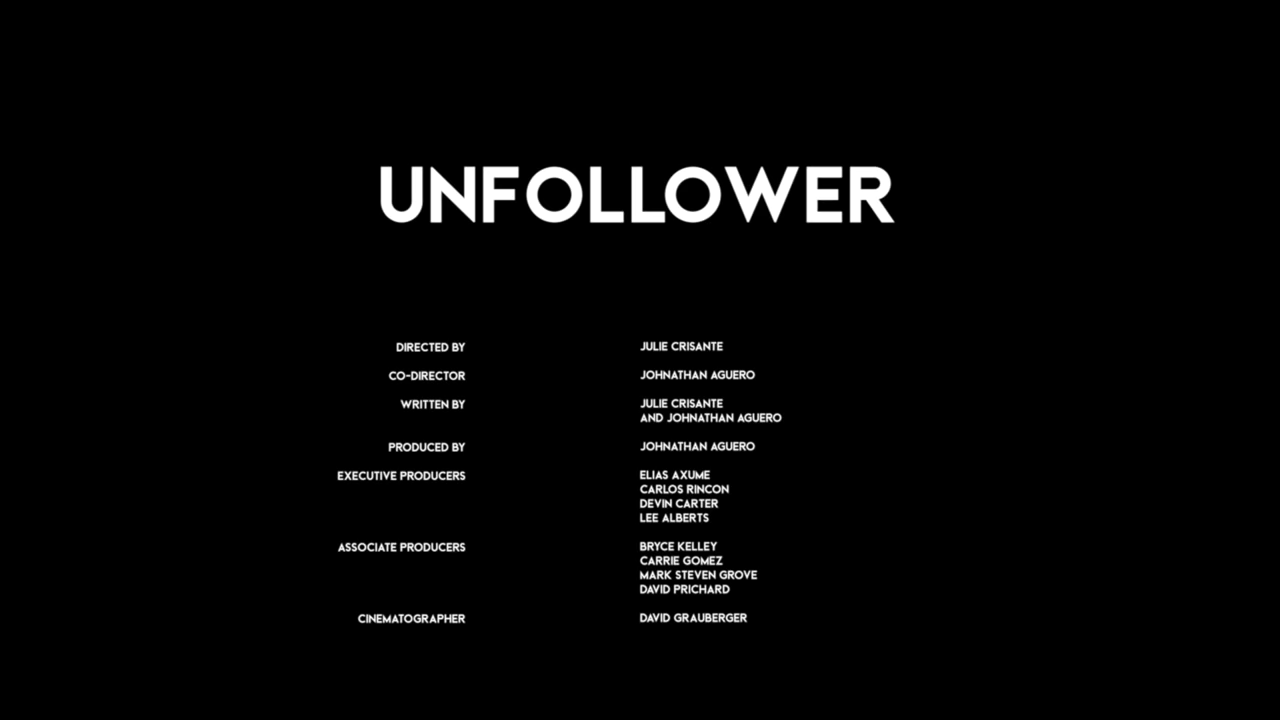 UNFOLLOWER
DIRECTED BY JULIE CRISANTE
CO-DIRECTOR JOHNATHAN AGUERO
WRITTEN BY JULIE CRISANTE
AND JOHNATHAN AGUERO
PRODUCED BY JOHNATHAN AGUERO
EXECUTIVE PRODUCERS ELIAS AXUME
CARLOS RINCON
DEVIN CARTER
LEE ALBERTS
ASSOCIATE PRODUCERS BRYCE KELLEY
CARRIE GOMEZ
MARK STEVEN GROVE
DAVID PRICHARD
CINEMATOGRAPHER DAVID GRAUBERGER